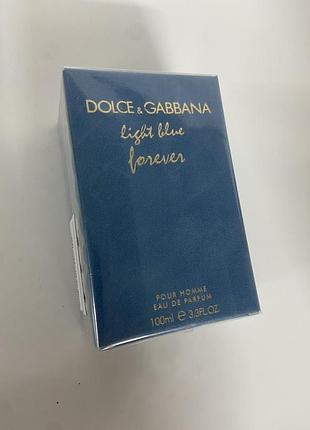 DOLCE & GABBANA
light blue
forever
POUR HOMME
EAU DE PARFUM
100ml ℮ 3.3FL.OZ